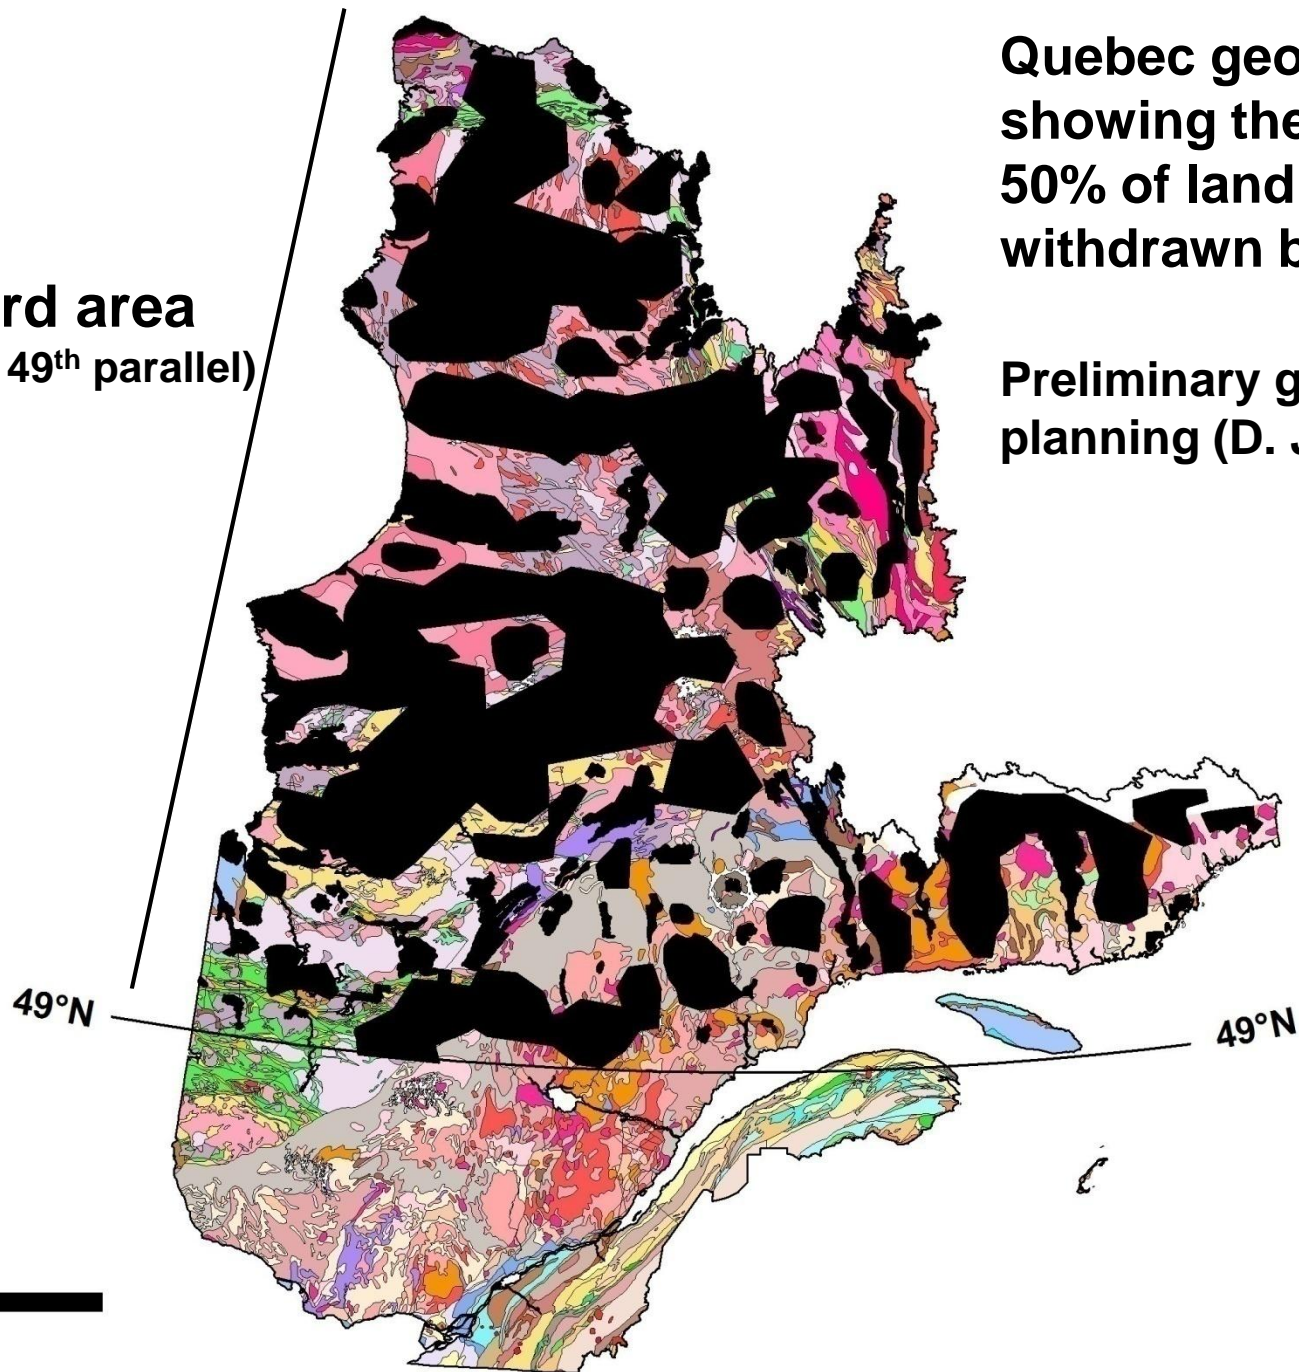 Quebec geo
showing the
50% of land
withdrawn b
rd area
49th parallel)
Preliminary g
planning (D. J
49°N
49°N